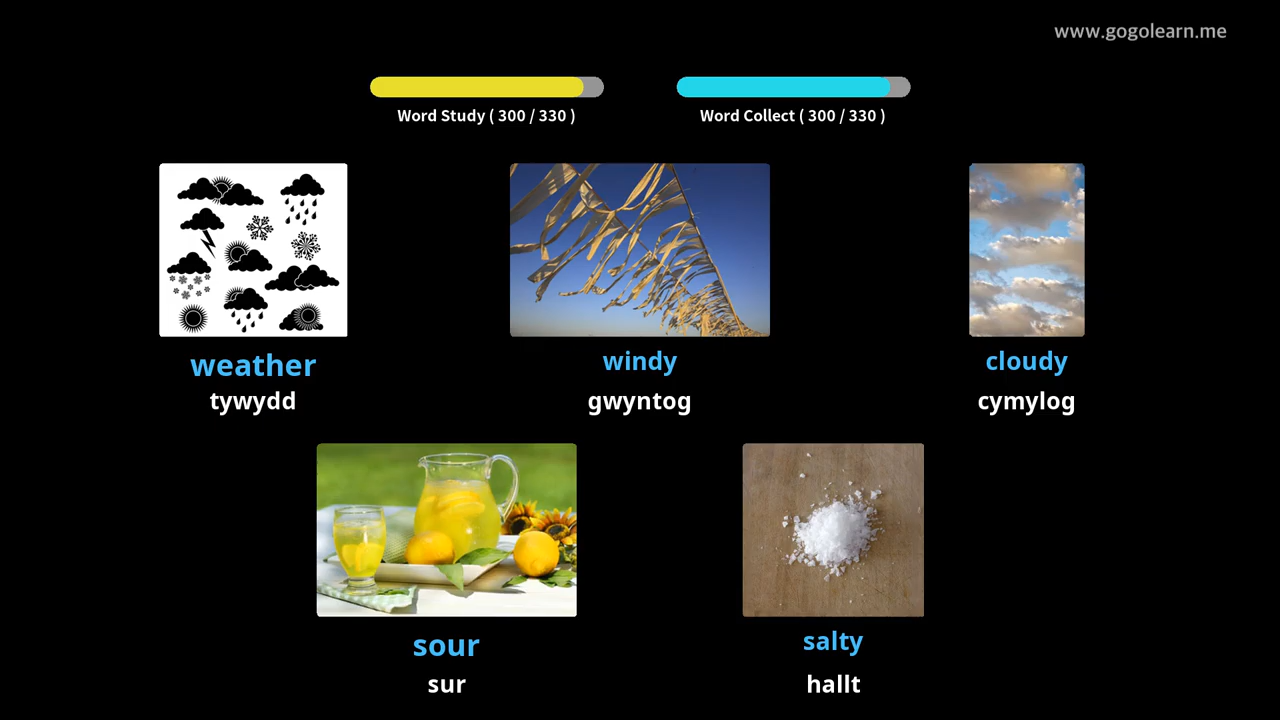 www.gogolearn.me
Word Study ( 300 / 330 )
Word Collect ( 300 / 330 )
weather
tywydd
windy
gwyntog
cloudy
cymylog
sour
sur
salty
hallt